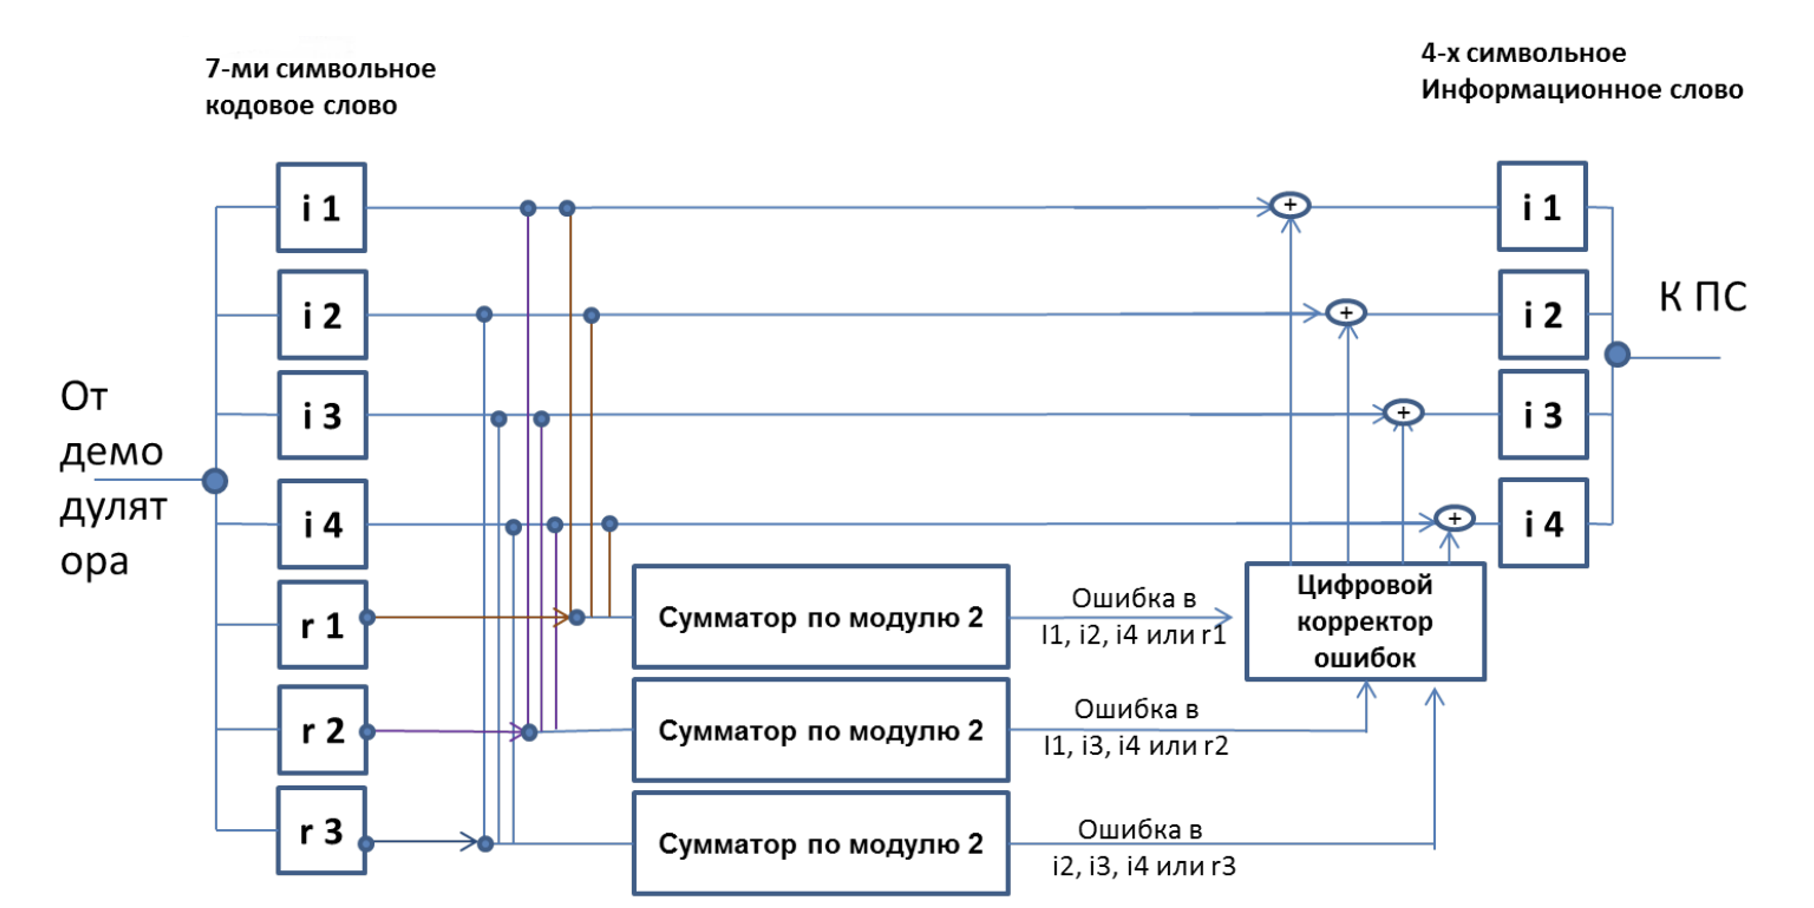 7-ми символьное
кодовое слово
4-х символьное
Информационное слово
i 1
+
i 1
i 2
+
i 2
К ПС
i 3
+
i 3
От
демо
дулят
ора
i 4
+
i 4
r 1
Сумматор по модулю 2
Ошибка в
I1, i2, i4 или r1
Цифровой
корректор
ошибок
r 2
Сумматор по модулю 2
Ошибка в
I1, i3, i4 или r2
r 3
Сумматор по модулю 2
Ошибка в
i2, i3, i4 или r3